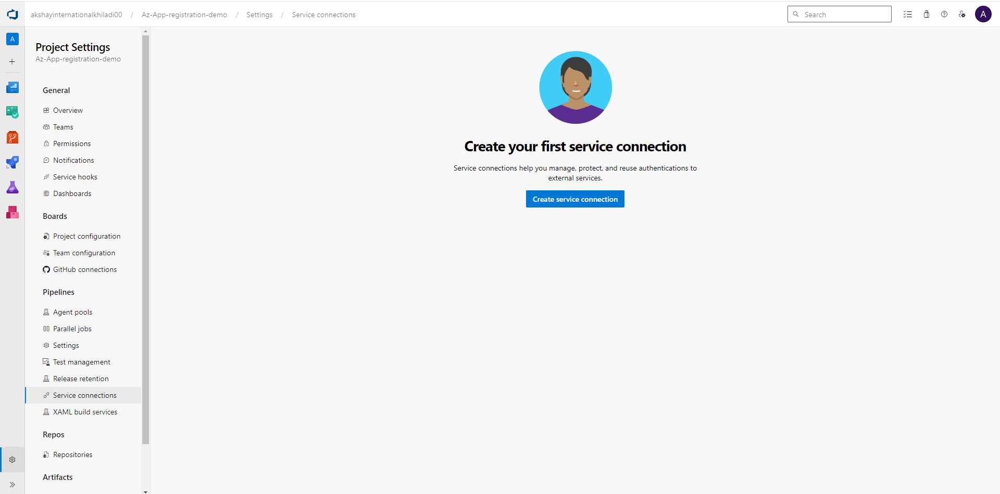 akshayinternationalkhiladi00 / Az-App-registration-demo / Settings / Service connections
Search
A
A
Project Settings
Az-App-registration-demo
General
Overview
Teams
Permissions
Notifications
Service hooks
Dashboards
Boards
Project configuration
Team configuration
GitHub connections
Pipelines
Agent pools
Parallel jobs
Settings
Test management
Release retention
Service connections
XAML build services
Repos
Repositories
Artifacts
Create your first service connection
Service connections help you manage, protect, and reuse authentications to
external services.
Create service connection